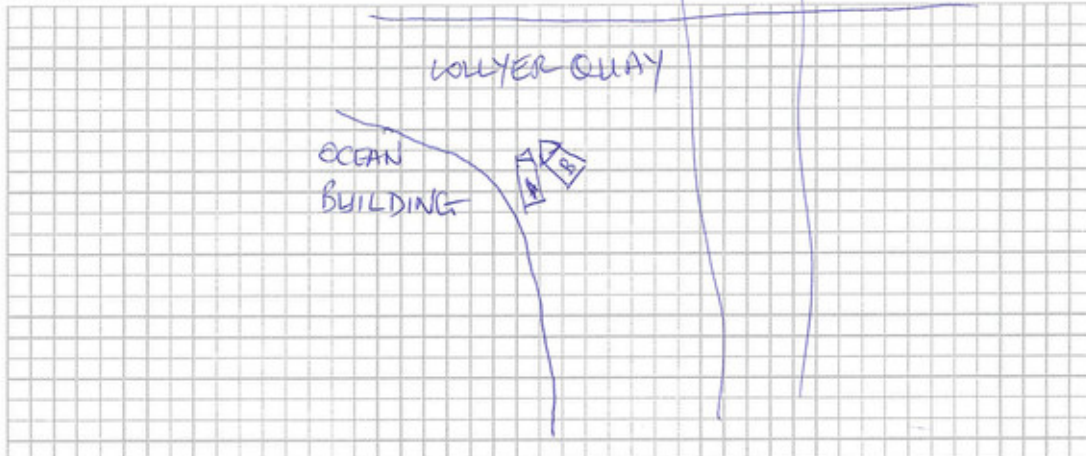 COLLYER QUAY
OCEAN
BUILDING
A
B